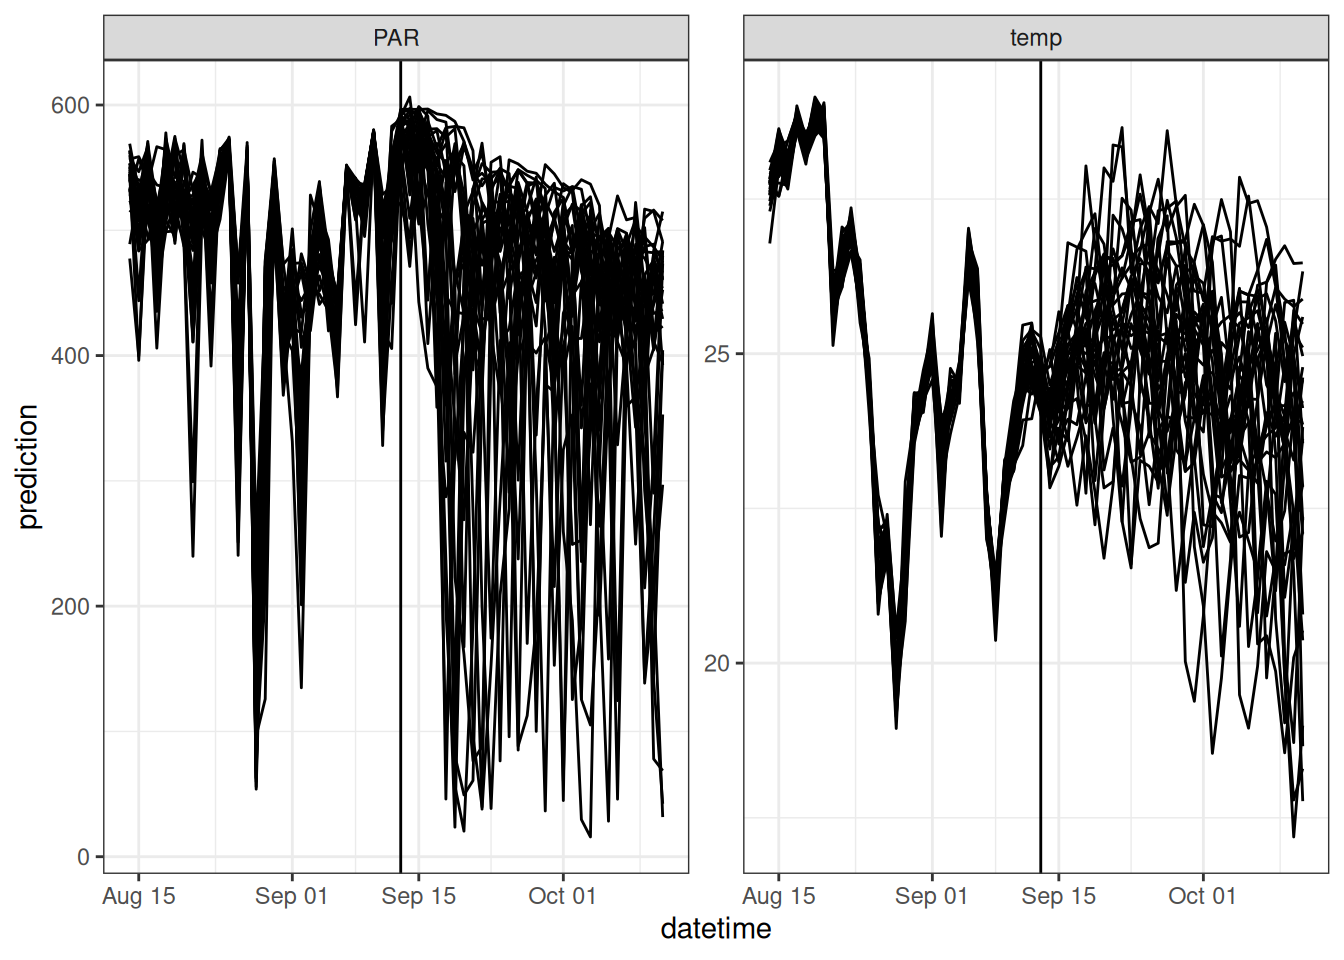 PAR
temp
prediction
600
400
200
0
25
20
Aug 15
Sep 01
Sep 15
Oct 01
Aug 15
Sep 01
Sep 15
Oct 01
datetime